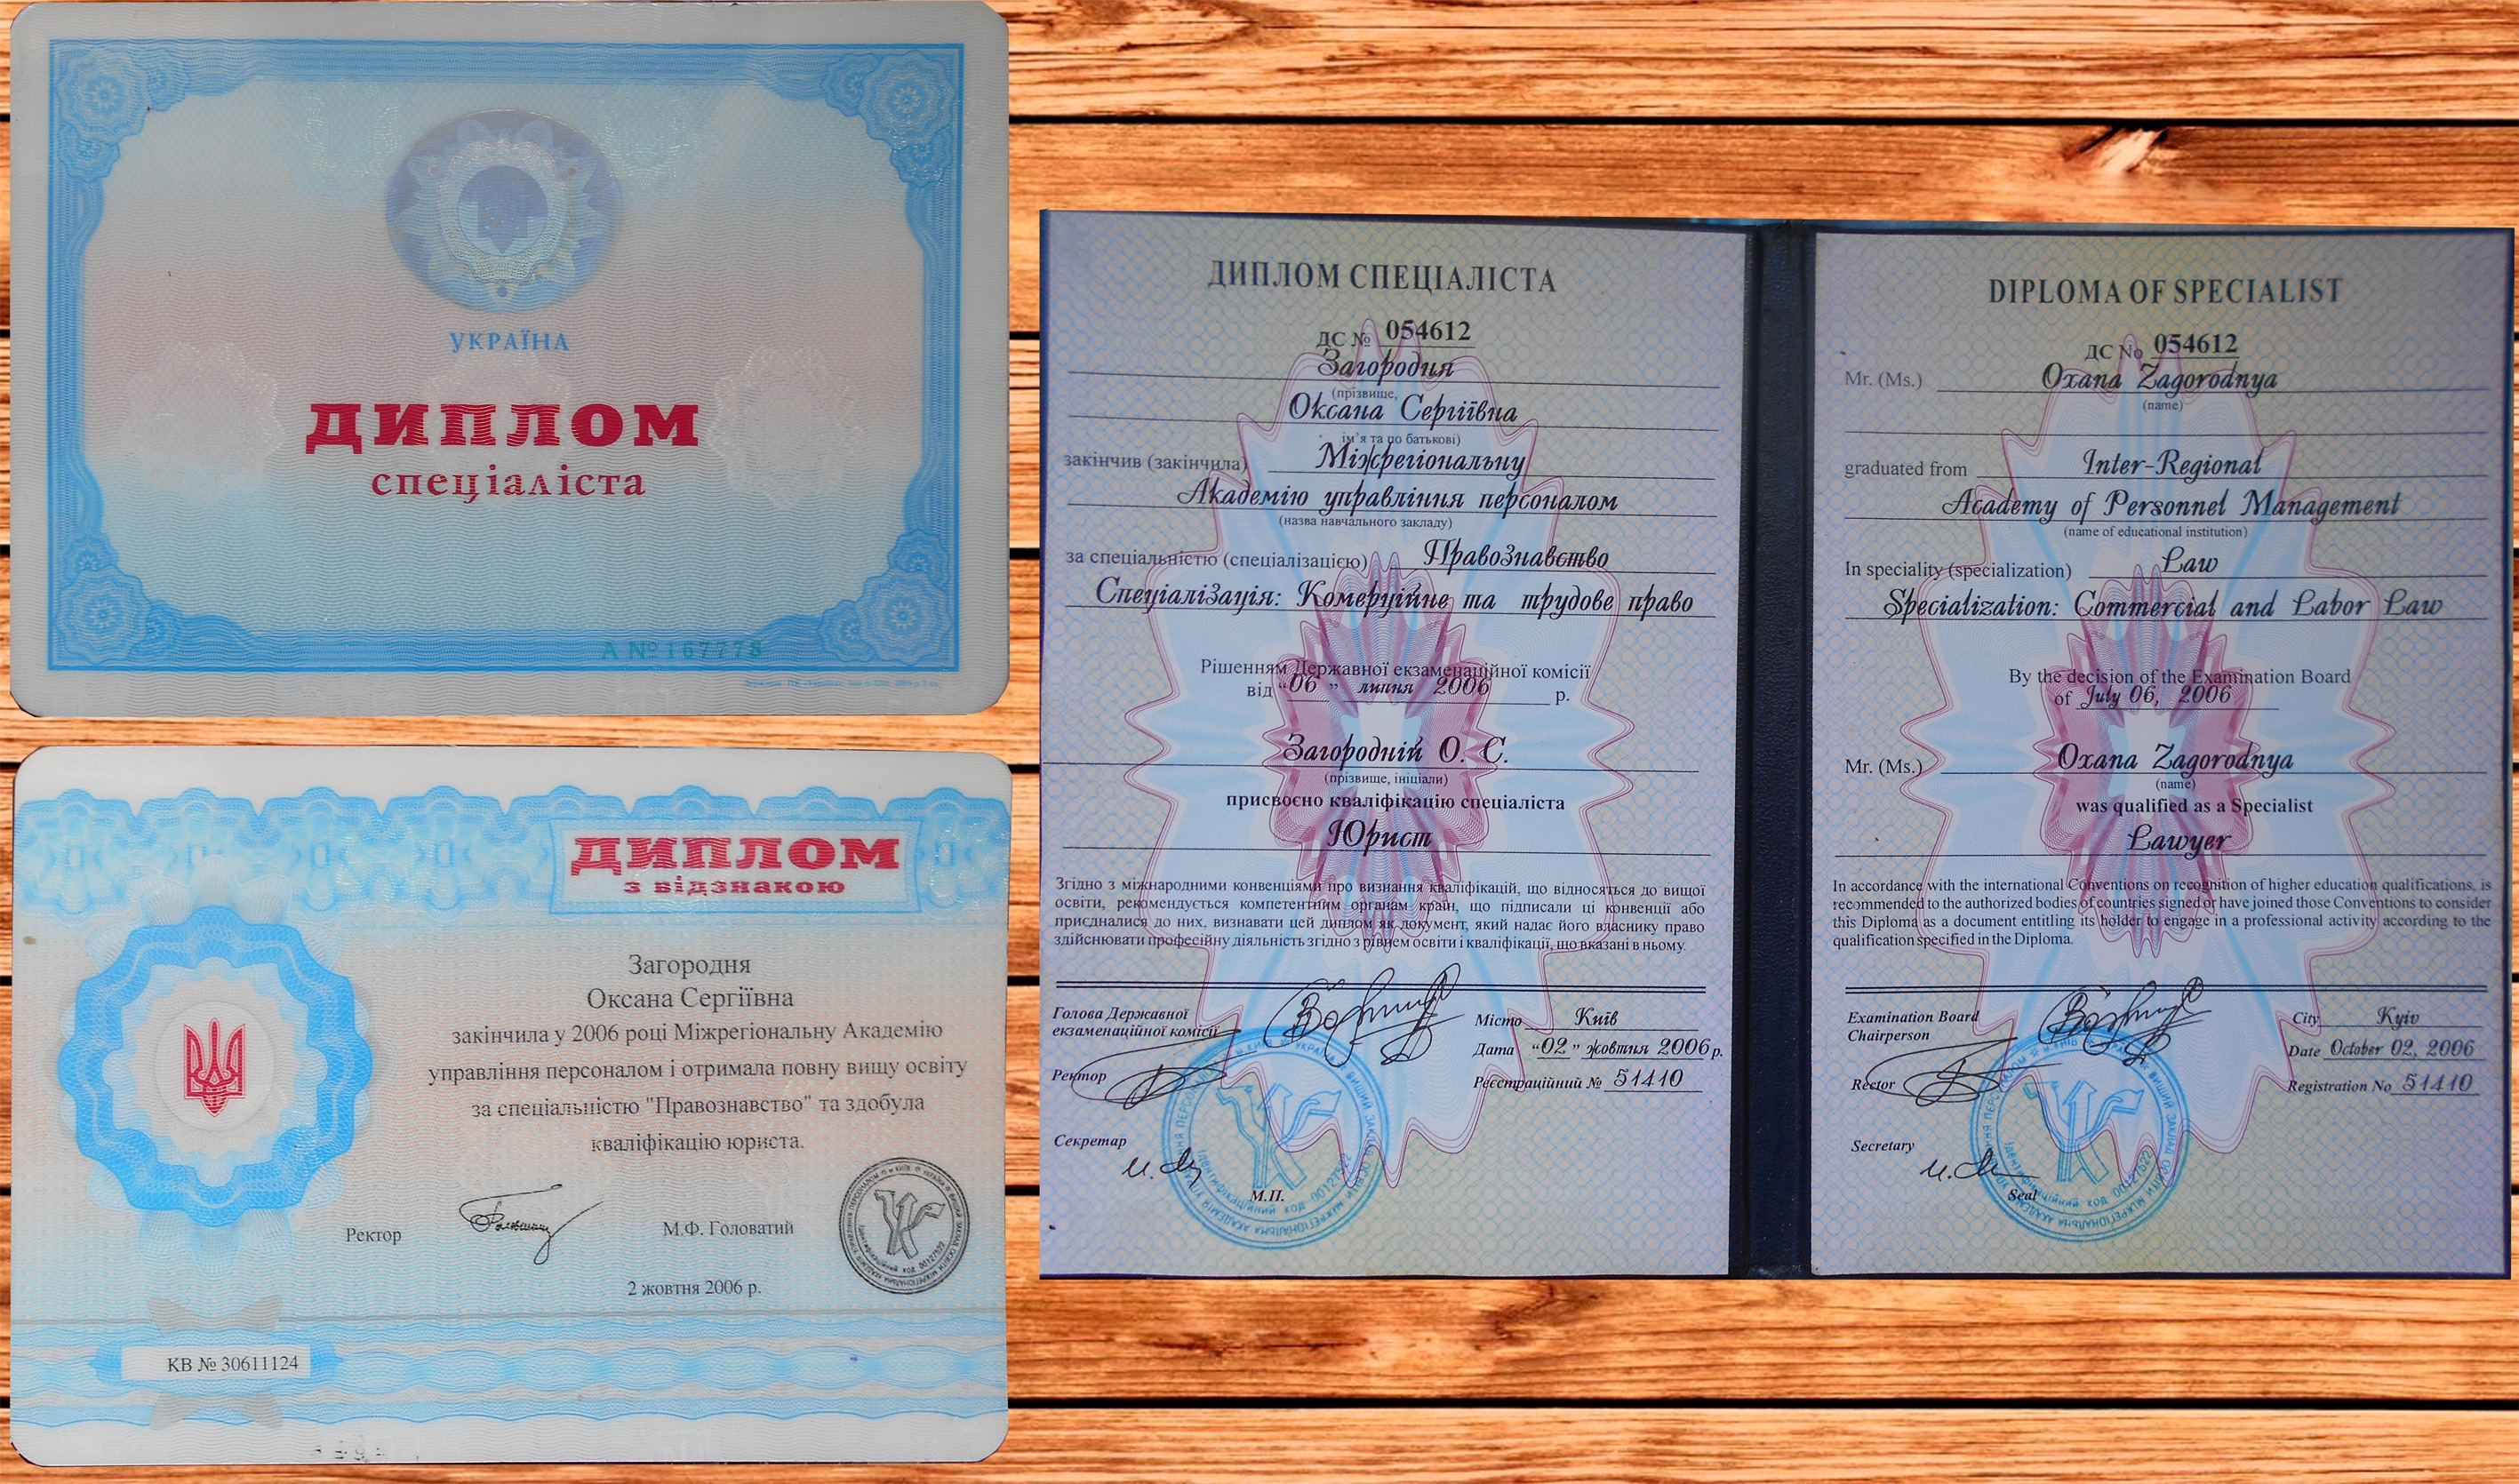 УКРАЇНА
ДИПЛОМ
спеціаліста
А № 167778
ДИПЛОМ
з відзнакою
Загородня
Оксана Сергіївна
закінчила у 2006 році Міжрегіональну Академію
управління персоналом і отримала повну вищу освіту
за спеціальністю "Правознавство" та здобула
кваліфікацію юриста.
Ректор
М.Ф. Головатий
2 жовтня 2006 р.
КВ № 30611124
ДИПЛОМ СПЕЦІАЛІСТА
ДС № 054612
Загородня
(прізвище,
Оксана Сергіївна
ім'я та по батькові)
закінчив (закінчила) Міжрегіональну
Академію управління персоналом
(назва навчального закладу)
за спеціальністю (спеціалізацією) Правознавство
Спеціалізація: Комерційне та трудове право
Рішенням Державної екзаменаційної комісії
від "06" липня 2006 р.
Загородній О. С.
(прізвище, ініціали)
присвоєно кваліфікацію спеціаліста
Юрист
Згідно з міжнародними конвенціями про визнання кваліфікацій, що відносяться до вищої
освіти, рекомендується компетентним органам країн, що підписали ці конвенції або
приєдналися до них, визнавати цей диплом як документ, який надає його власнику право
здійснювати професійну діяльність згідно з рівнем освіти і кваліфікації, що вказані в ньому.
Голова Державної
екзаменаційної комісії
Місто Київ
Дата "02" жовтня 2006 р.
Ректор
Реєстраційний № 51410
Секретар
М.П.
DIPLOMA OF SPECIALIST
ДС No 054612
Mr. (Ms.) Oxana Zagorodnya
(name)
graduated from Inter-Regional
Academy of Personnel Management
(name of educational institution)
In speciality (specialization) Law
Specialization: Commercial and Labor Law
By the decision of the Examination Board
of July 06, 2006
Mr. (Ms.) Oxana Zagorodnya
(name)
was qualified as a Specialist
Lawyer
In accordance with the international Conventions on recognition of higher education qualifications, is
recommended to the authorized bodies of countries signed or have joined those Conventions to consider
this Diploma as a document entitling its holder to engage in a professional activity according to the
qualification specified in the Diploma.
Examination Board
Chairperson
City Kyiv
Date October 02, 2006
Rector
Registration No 51410
Secretary
Seal